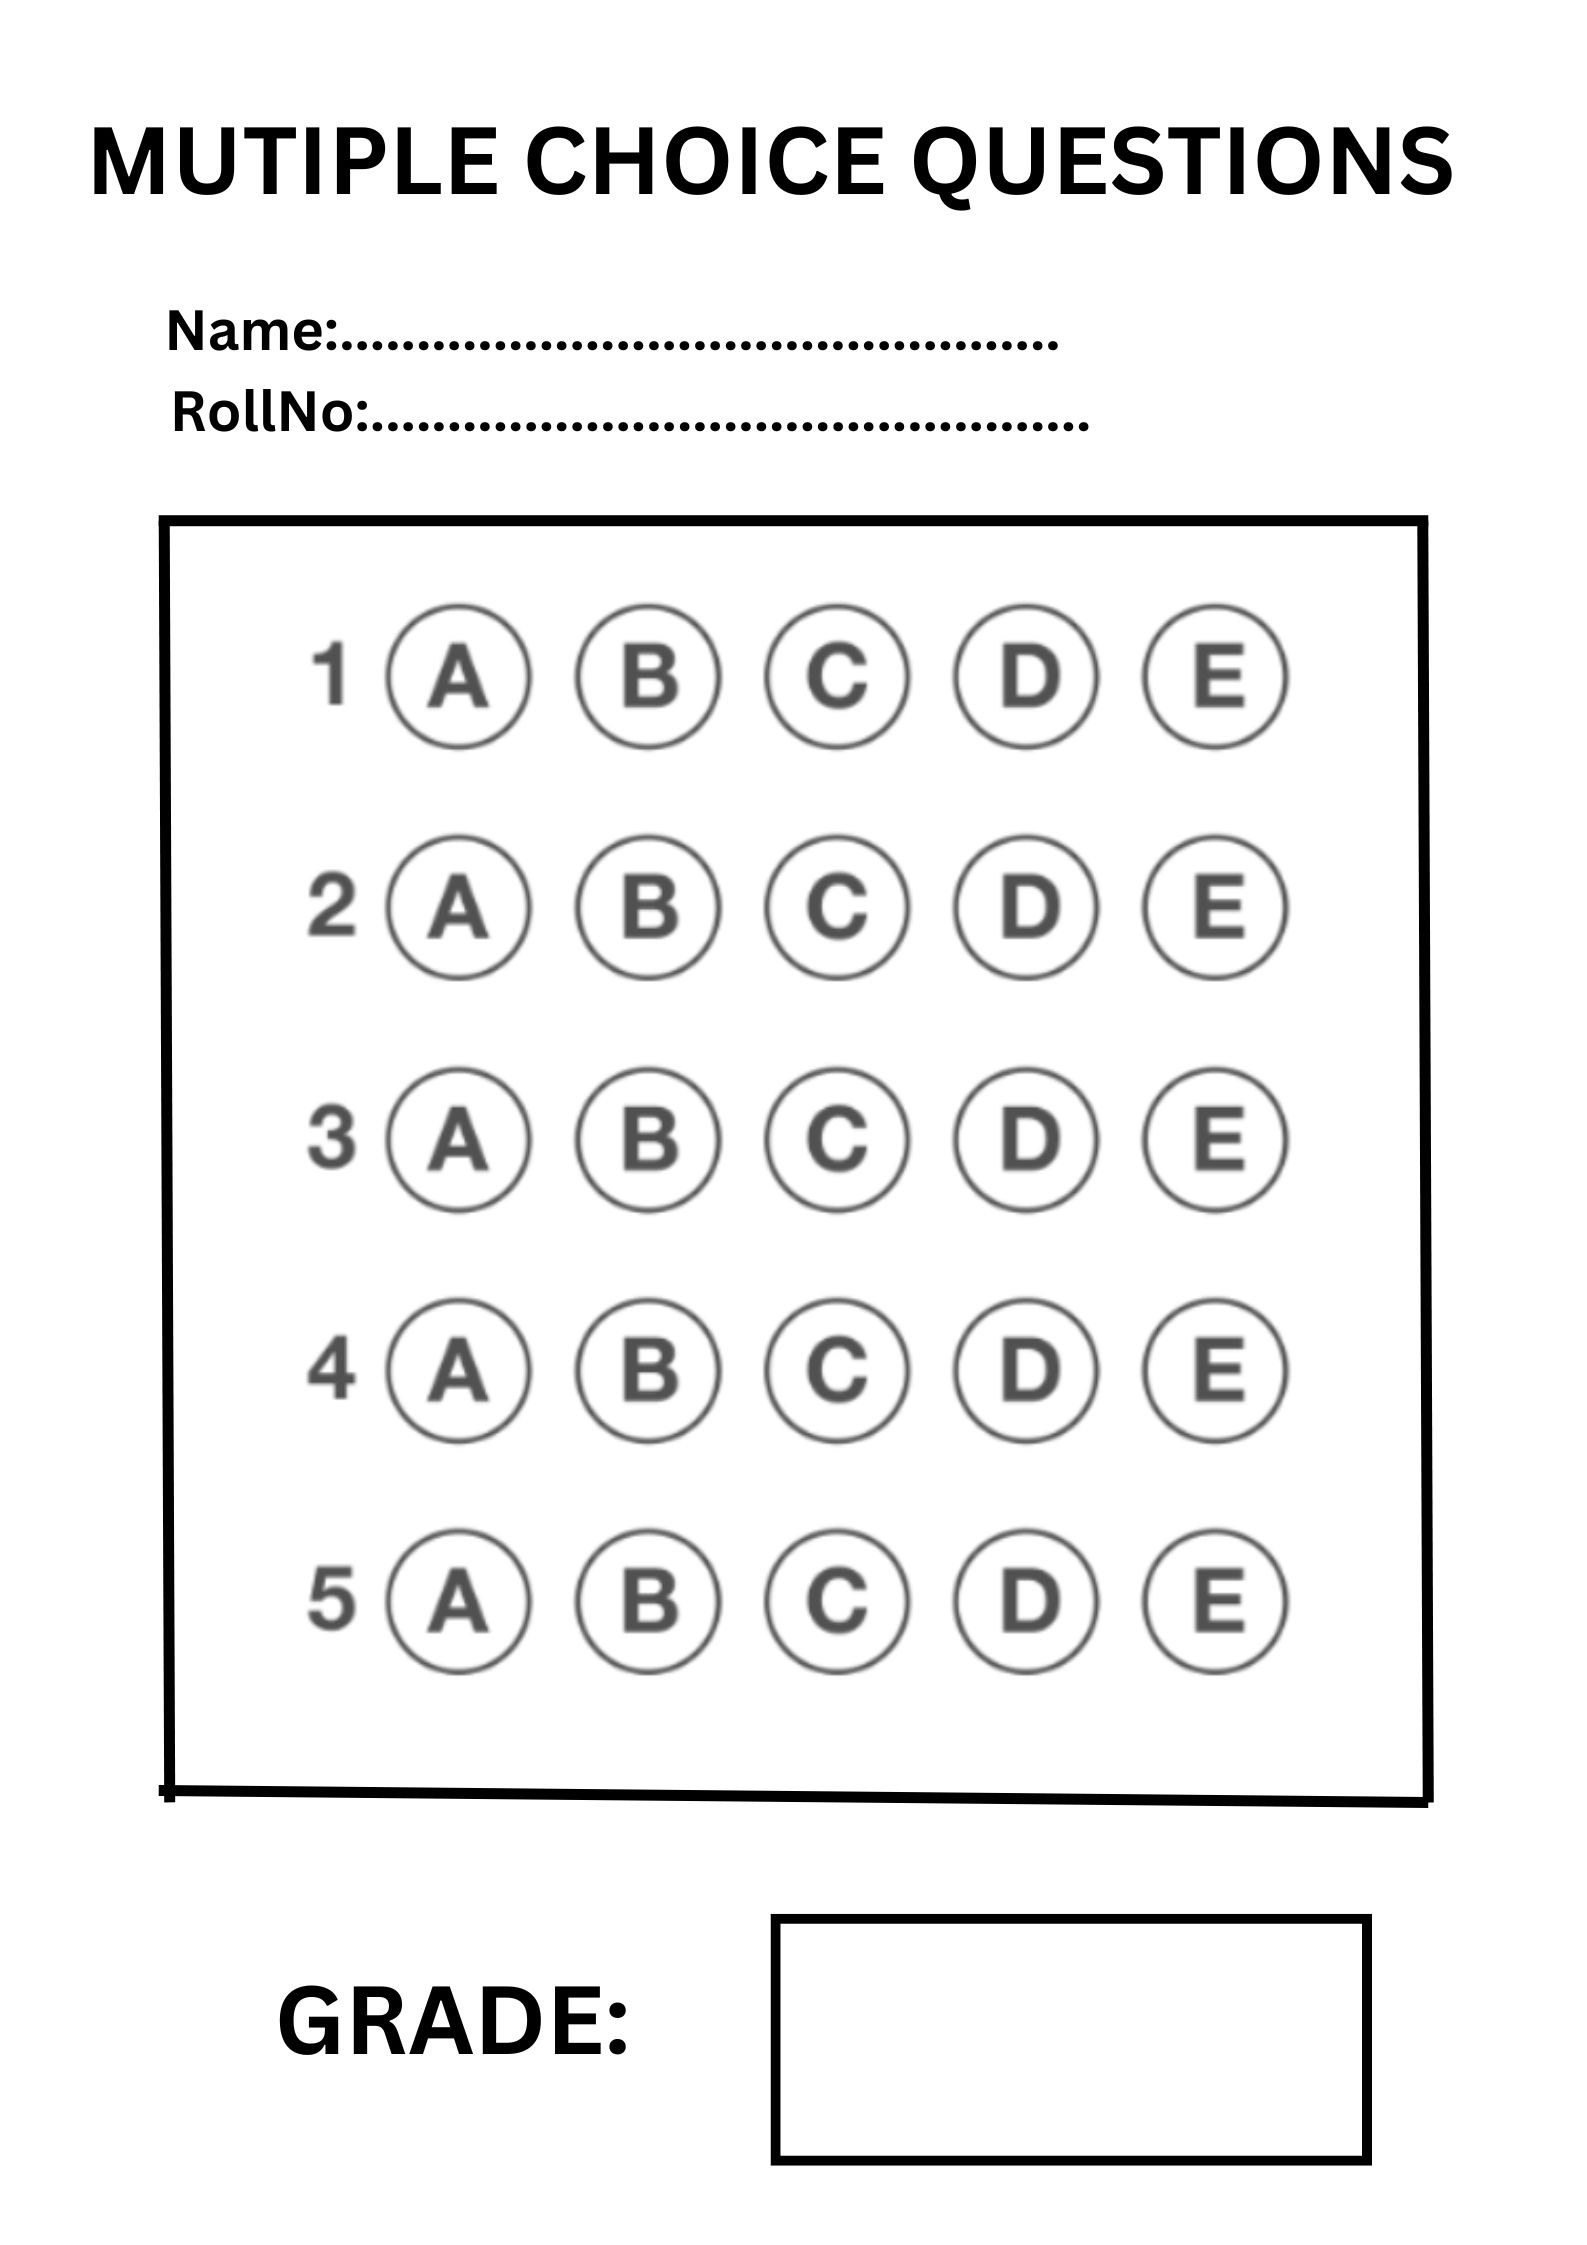 MUTIPLE CHOICE QUESTIONS
Name:...............................................
RollNo:...............................................
1 A B C D E
2 A B C D E
3 A B C D E
4 A B C D E
5 A B C D E
GRADE: